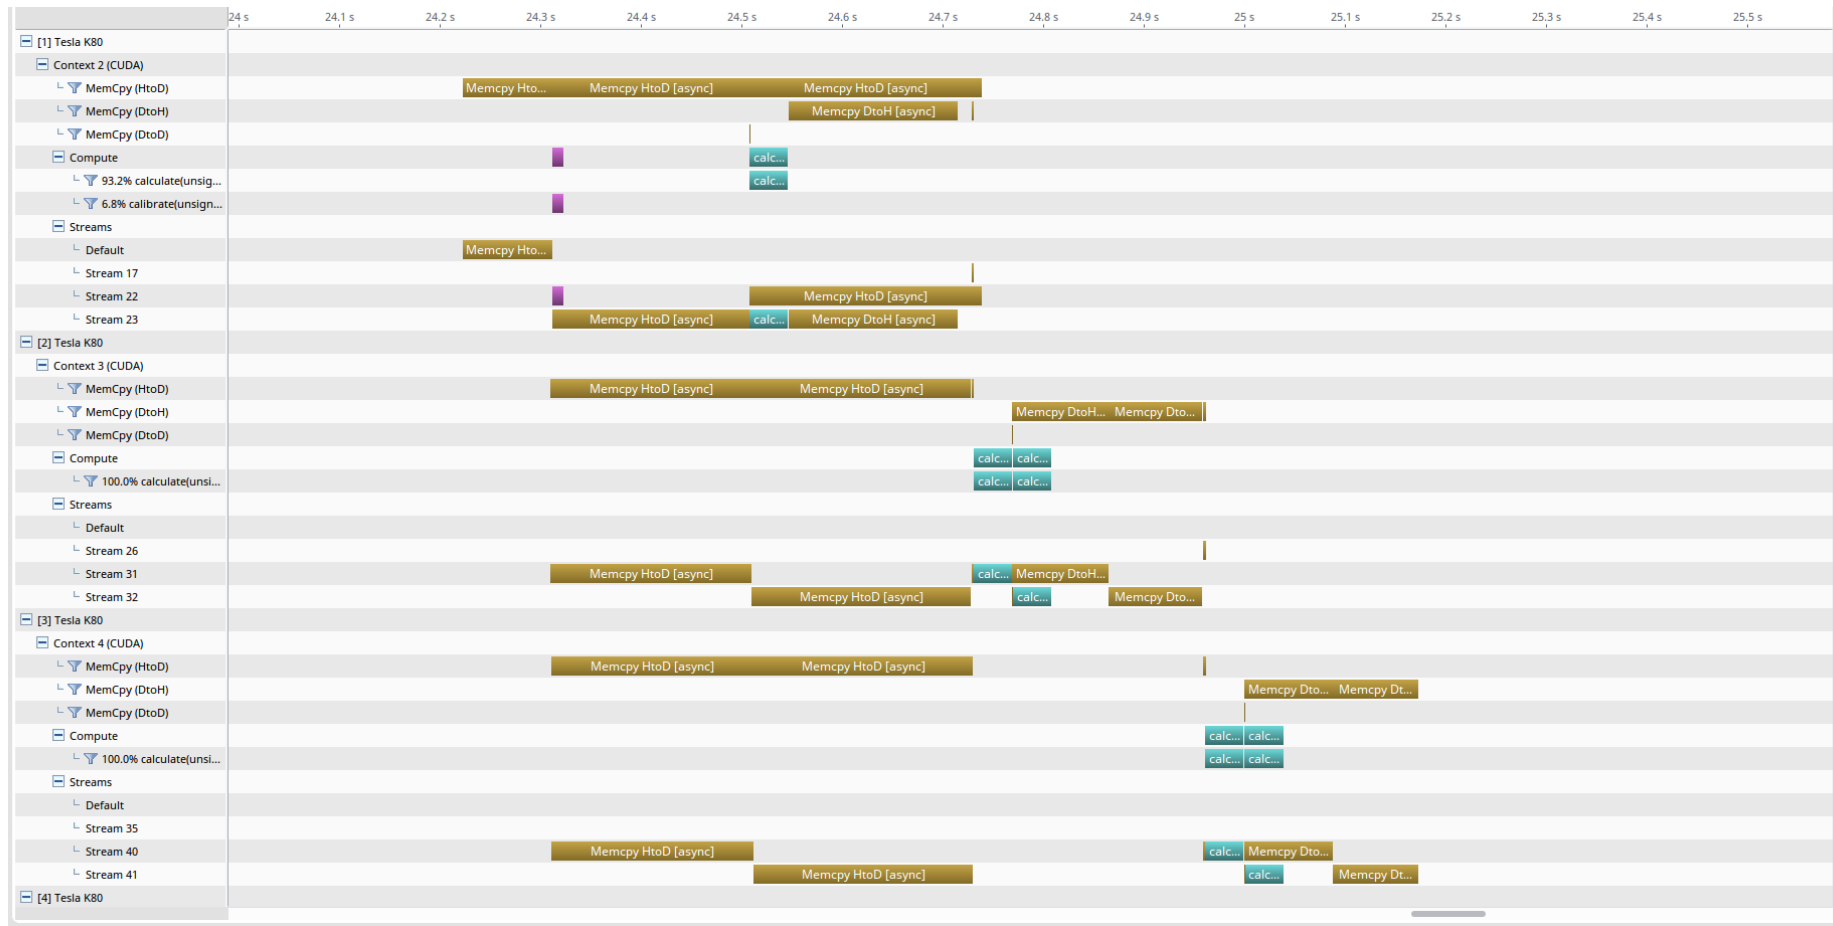 24 s 24.1 s 24.2 s 24.3 s 24.4 s 24.5 s 24.6 s 24.7 s 24.8 s 24.9 s 25 s 25.1 s 25.2 s 25.3 s 25.4 s 25.5 s
[1] Tesla K80
Context 2 (CUDA)
MemCpy (HtoD) Memcpy Hto... Memcpy HtoD [async] Memcpy HtoD [async]
MemCpy (DtoH) Memcpy DtoH [async]
MemCpy (DtoD)
Compute calc...
93.2% calculate(unsig... calc...
6.8% calibrate(unsign...
Streams
Default Memcpy Hto...
Stream 17
Stream 22 Memcpy HtoD [async]
Stream 23 Memcpy HtoD [async] calc... Memcpy DtoH [async]
[2] Tesla K80
Context 3 (CUDA)
MemCpy (HtoD) Memcpy HtoD [async] Memcpy HtoD [async]
MemCpy (DtoH) Memcpy DtoH... Memcpy Dto...
MemCpy (DtoD)
Compute calc... calc...
100.0% calculate(unsi... calc... calc...
Streams
Default
Stream 26
Stream 31 Memcpy HtoD [async] calc... Memcpy DtoH...
Stream 32 Memcpy HtoD [async] calc... Memcpy Dto...
[3] Tesla K80
Context 4 (CUDA)
MemCpy (HtoD) Memcpy HtoD [async] Memcpy HtoD [async]
MemCpy (DtoH) Memcpy Dto... Memcpy Dt...
MemCpy (DtoD)
Compute calc... calc...
100.0% calculate(unsi... calc... calc...
Streams
Default
Stream 35
Stream 40 Memcpy HtoD [async] calc... Memcpy Dto...
Stream 41 Memcpy HtoD [async] calc... Memcpy Dt...
[4] Tesla K80